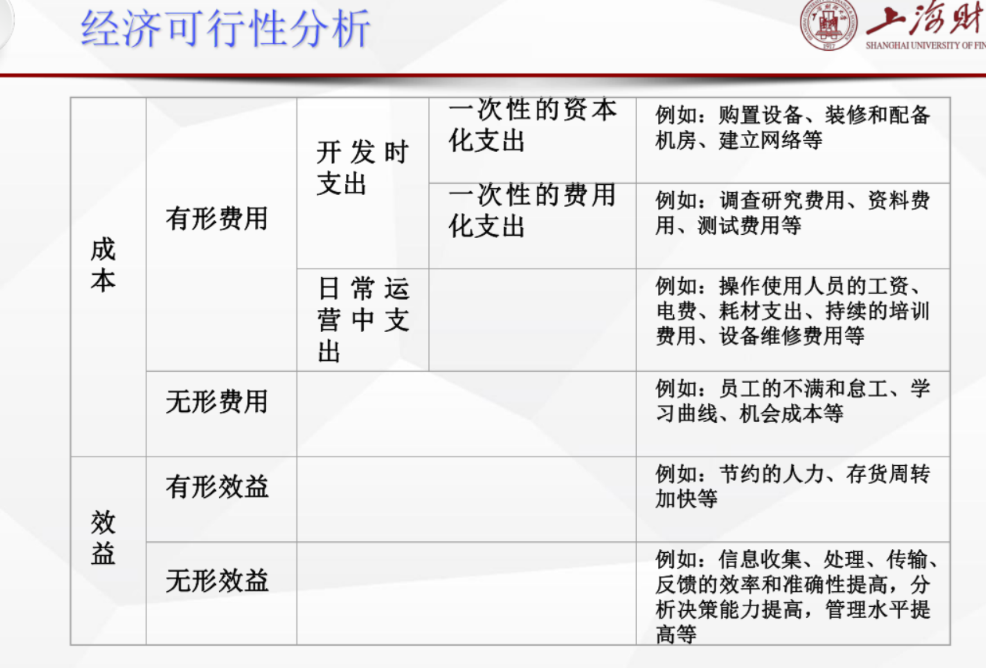 经济可行性分析
上海财
SHANGHAI UNIVERSITY OF FIN
成
本
有形费用
开发时
支出
一次性的资本
化支出
例如：购置设备、装修和配备
机房、建立网络等
一次性的费用
化支出
例如：调查研究费用、资料费
用、测试费用等
日常运
营中支
出
例如：操作使用人员的工资、
电费、耗材支出、持续的培训
费用、设备维修费用等
无形费用
例如：员工的不满和怠工、学
习曲线、机会成本等
效
益
有形效益
例如：节约的人力、存货周转
加快等
无形效益
例如：信息收集、处理、传输、
反馈的效率和准确性提高，分
析决策能力提高，管理水平提
高等